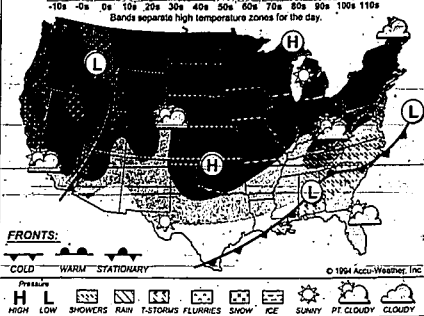 -10s -0s 0s 10s 20s 30s 40s 50s 60s 70s 80s 90s 100s 110s
Bands separate high temperature zones for the day.
H
L
L
H
L
FRONTS:
COLD WARM STATIONARY
© 1994 Accu-Weather, Inc
Pressure
H L
HIGH LOW SHOWERS RAIN T-STORMS FLURRIES SNOW ICE SUNNY PT. CLOUDY CLOUDY